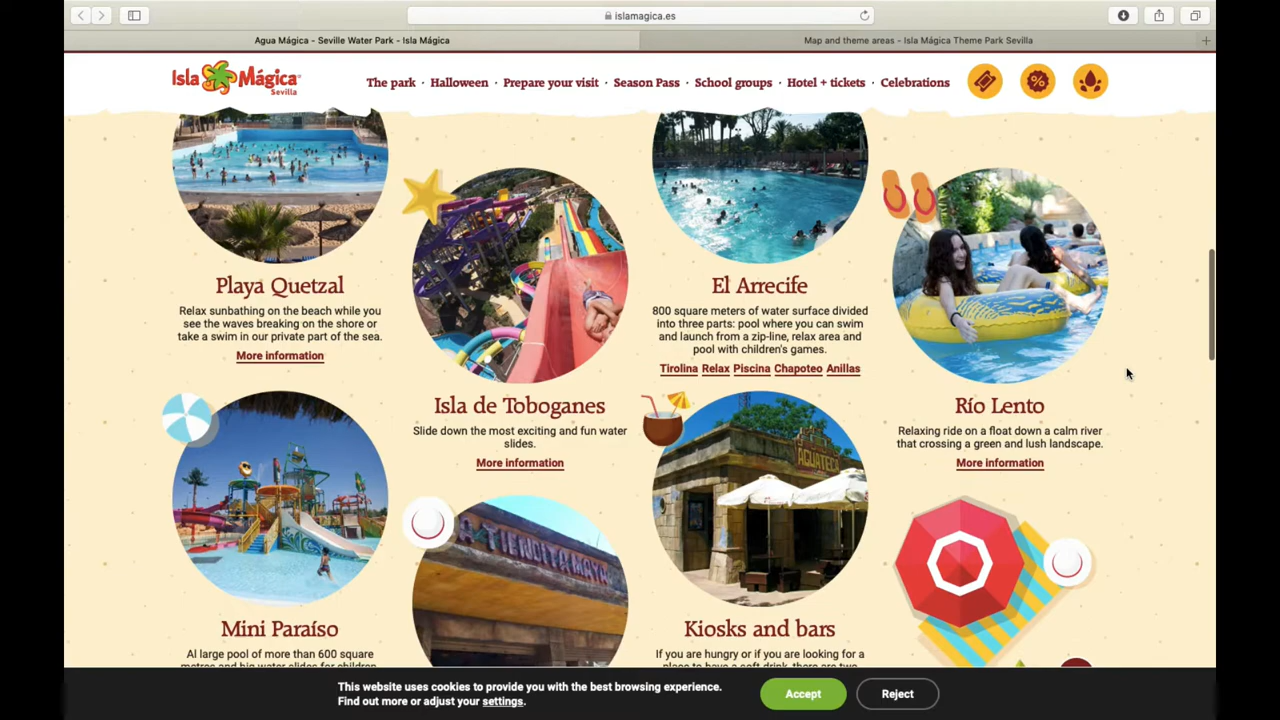 islamagica.es
Agua Mágica - Seville Water Park - Isla Mágica
Map and theme areas - Isla Mágica Theme Park Sevilla
Isla Mágica
Sevilla
The park · Halloween · Prepare your visit · Season Pass · School groups · Hotel + tickets · Celebrations
Playa Quetzal
Relax sunbathing on the beach while you
see the waves breaking on the shore or
take a swim in our private part of the sea.
More information
El Arrecife
800 square meters of water surface divided
into three parts: pool where you can swim
and launch from a zip-line, relax area and
pool with children's games.
Tirolina Relax Piscina Chapoteo Anillas
Isla de Toboganes
Slide down the most exciting and fun water
slides.
More information
Río Lento
Relaxing ride on a float down a calm river
that crossing a green and lush landscape.
More information
AGUATECA
TIENDITA MAYA
Mini Paraíso
Al large pool of more than 600 square
metres and big water slides for children
Kiosks and bars
If you are hungry or if you are looking for a
place to have a soft drink, there are two
This website uses cookies to provide you with the best browsing experience.
Find out more or adjust your settings.
Accept
Reject